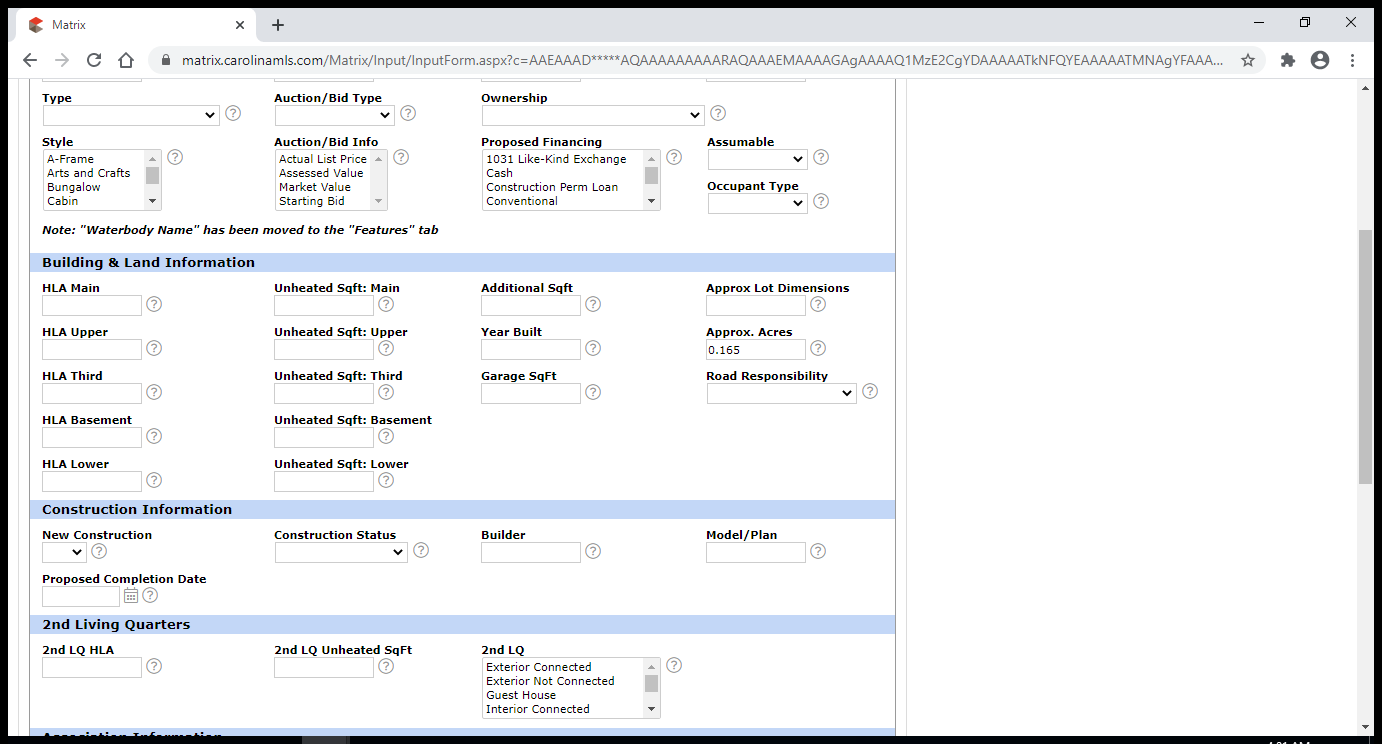 Matrix
matrix.carolinamls.com/Matrix/Input/InputForm.aspx?c=AAEAAAD*****AQAAAAAAAAARAQAAAEMAAAAGAgAAAAQ1MzE2CgYDAAAAATkNFQYEAAAAATMNAgYFAAA...
Type Auction/Bid Type Ownership
Style Auction/Bid Info Proposed Financing Assumable
A-Frame Actual List Price 1031 Like-Kind Exchange
Arts and Crafts Assessed Value Cash
Bungalow Market Value Construction Perm Loan Occupant Type
Cabin Starting Bid Conventional
Note: "Waterbody Name" has been moved to the "Features" tab
Building & Land Information
HLA Main Unheated Sqft: Main Additional Sqft Approx Lot Dimensions
HLA Upper Unheated Sqft: Upper Year Built Approx. Acres
0.165
HLA Third Unheated Sqft: Third Garage SqFt Road Responsibility
HLA Basement Unheated Sqft: Basement
HLA Lower Unheated Sqft: Lower
Construction Information
New Construction Construction Status Builder Model/Plan
Proposed Completion Date
2nd Living Quarters
2nd LQ HLA 2nd LQ Unheated SqFt 2nd LQ
Exterior Connected
Exterior Not Connected
Guest House
Interior Connected
Association Information